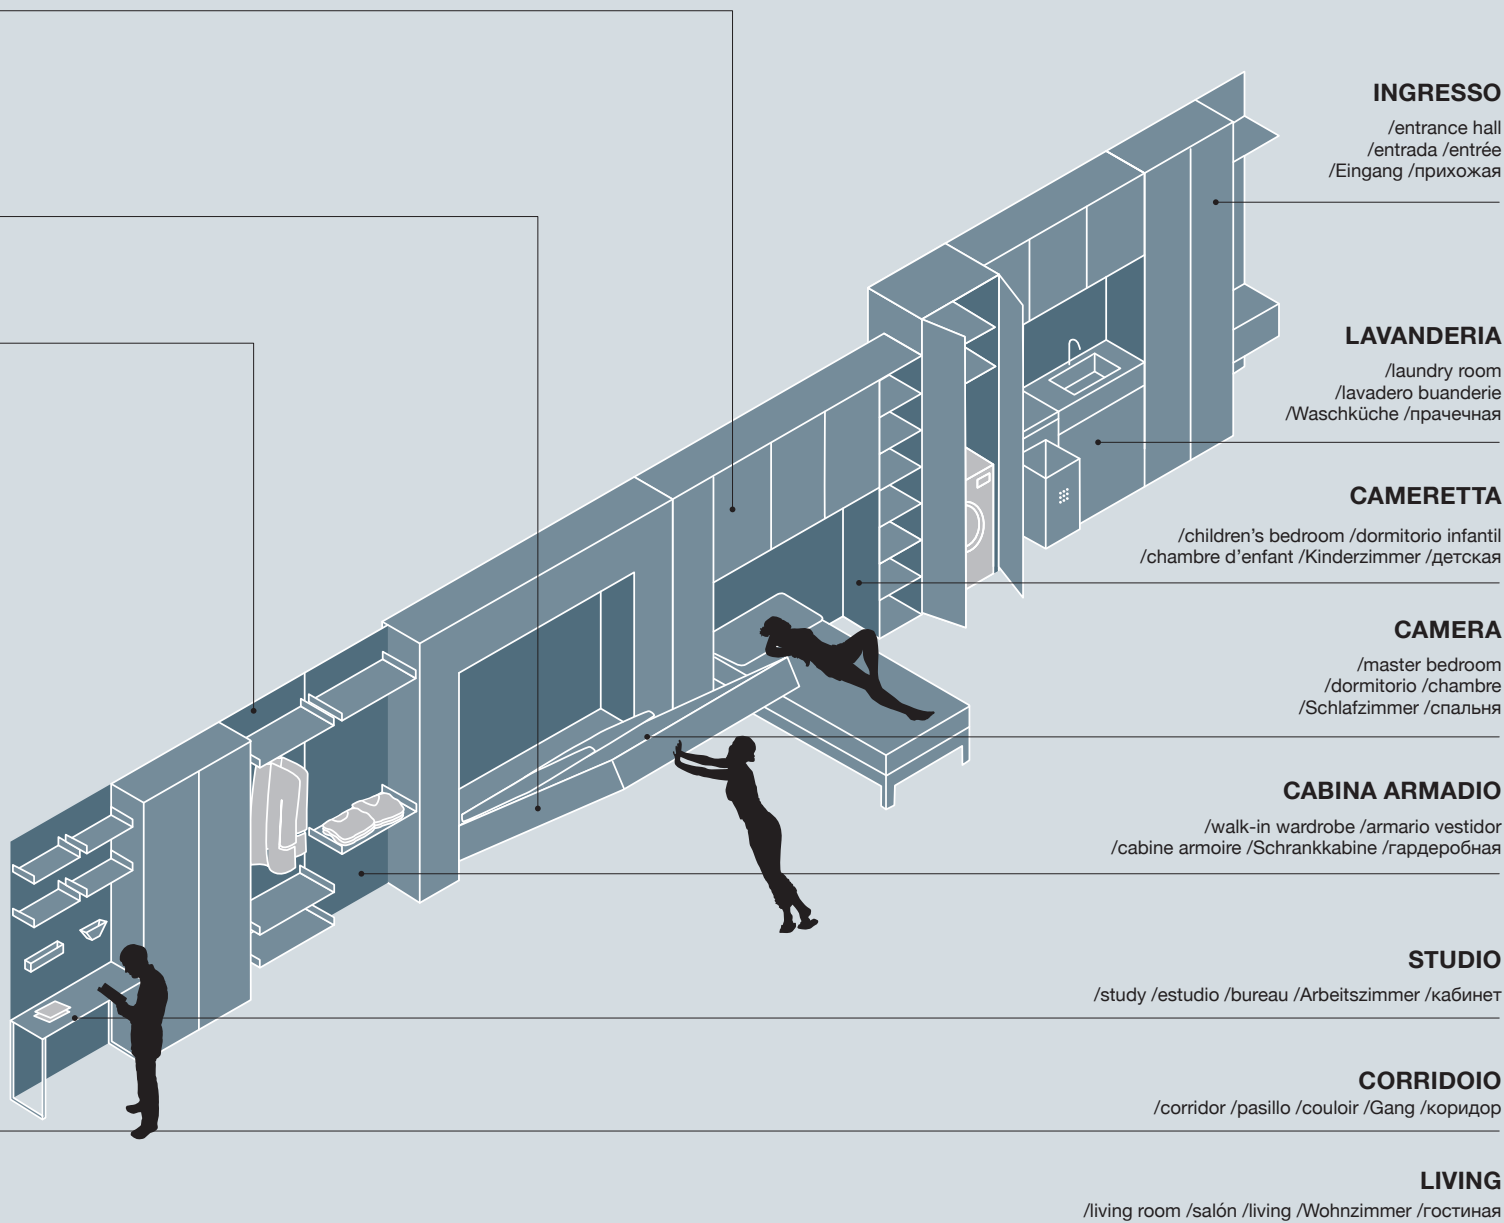 INGRESSO
/entrance hall
/entrada /entrée
/Eingang /прихожая
LAVANDERIA
/laundry room
/lavadero buanderie
/Waschküche /прачечная
CAMERETTA
/children's bedroom /dormitorio infantil
/chambre d'enfant /Kinderzimmer /детская
CAMERA
/master bedroom
/dormitorio /chambre
/Schlafzimmer /спальня
CABINA ARMADIO
/walk-in wardrobe /armario vestidor
/cabine armoire /Schrankkabine /гардеробная
STUDIO
/study /estudio /bureau /Arbeitszimmer /кабинет
CORRIDOIO
/corridor /pasillo /couloir /Gang /коридор
LIVING
/living room /salón /living /Wohnzimmer /гостиная